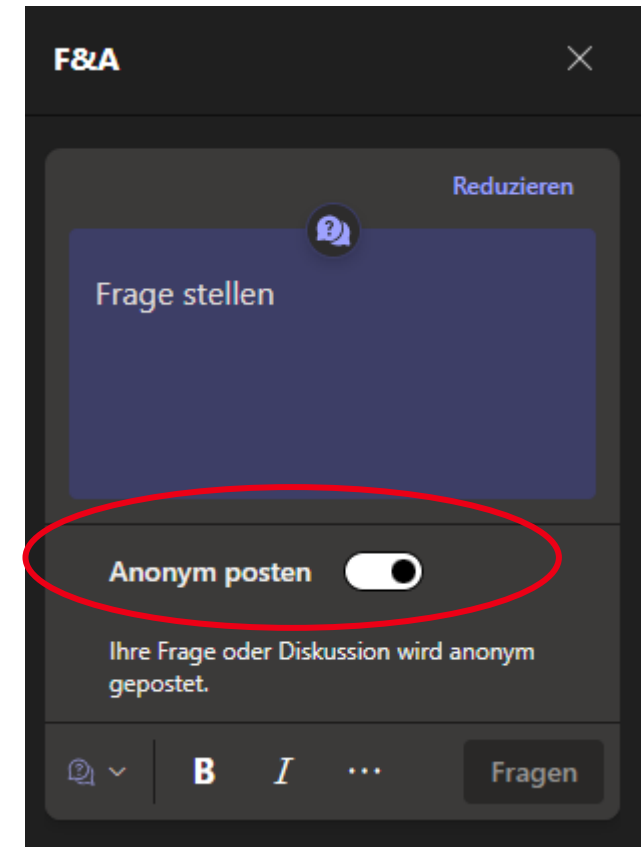 F&A
Reduzieren
Frage stellen
Anonym posten
Ihre Frage oder Diskussion wird anonym
gepostet.
B I ... Fragen